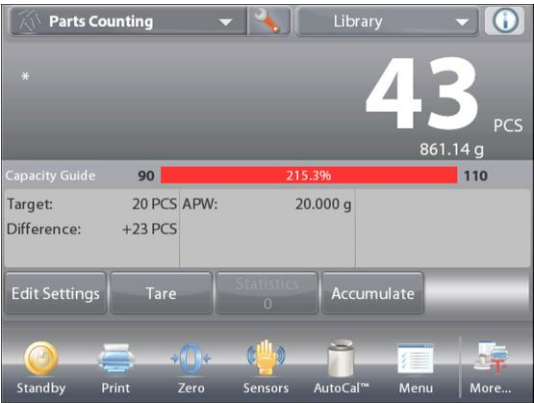 Parts Counting
Library
*
43 PCS
861.14 g
Capacity Guide 90 215.3% 110
Target: 20 PCS APW: 20.000 g
Difference: +23 PCS
Edit Settings Tare Statistics 0 Accumulate
Standby Print Zero Sensors AutoCal™ Menu More...